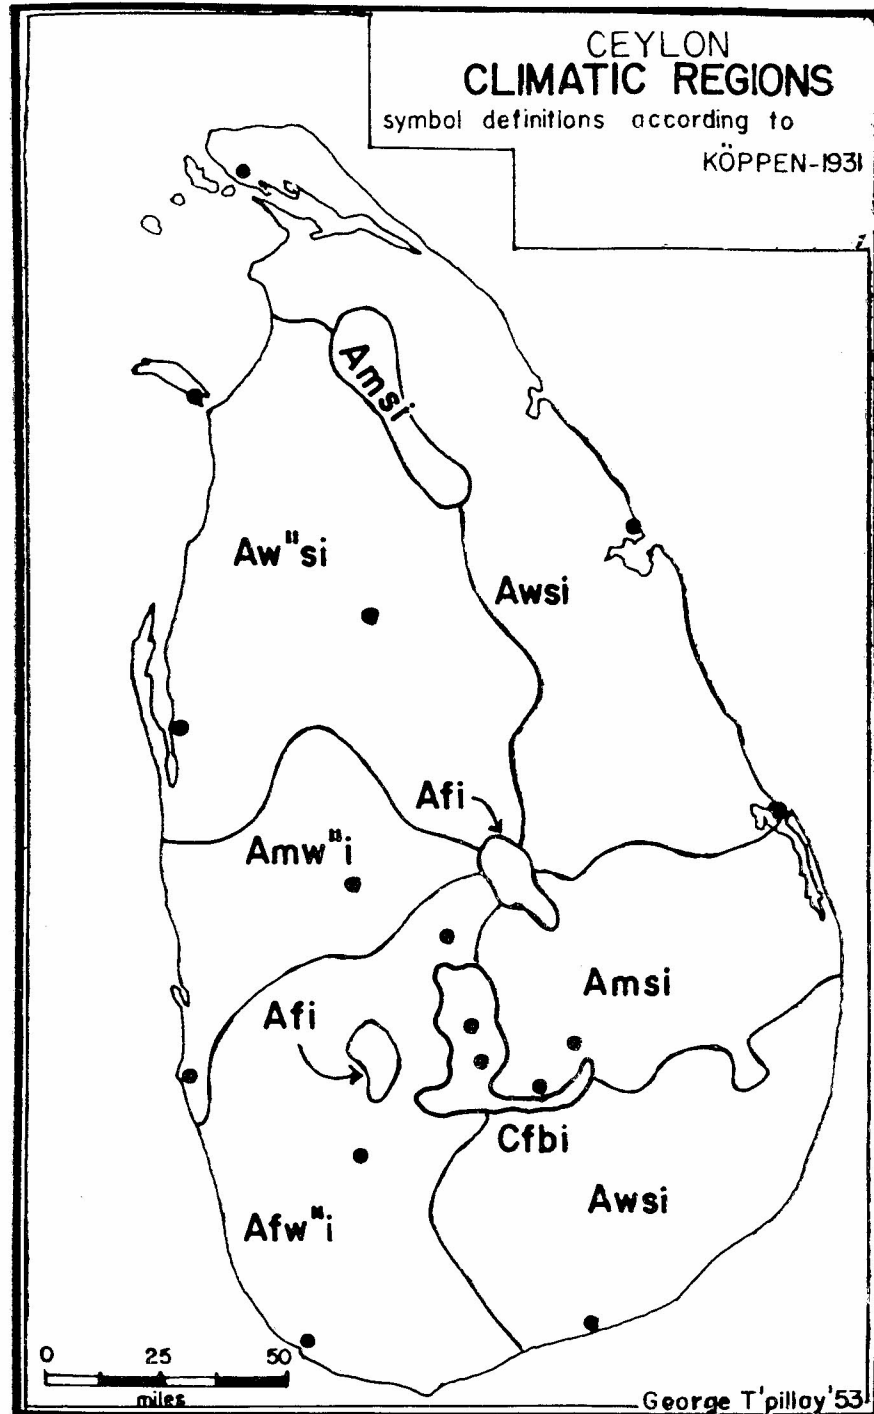 CEYLON
CLIMATIC REGIONS
symbol definitions according to
KÖPPEN-1931
i
Amsi
Aw"si
Awsi
Afi
Amw"i
Amsi
Afi
Cfbi
Awsi
Afw"i
0 25 50
miles
George T'pillay'53